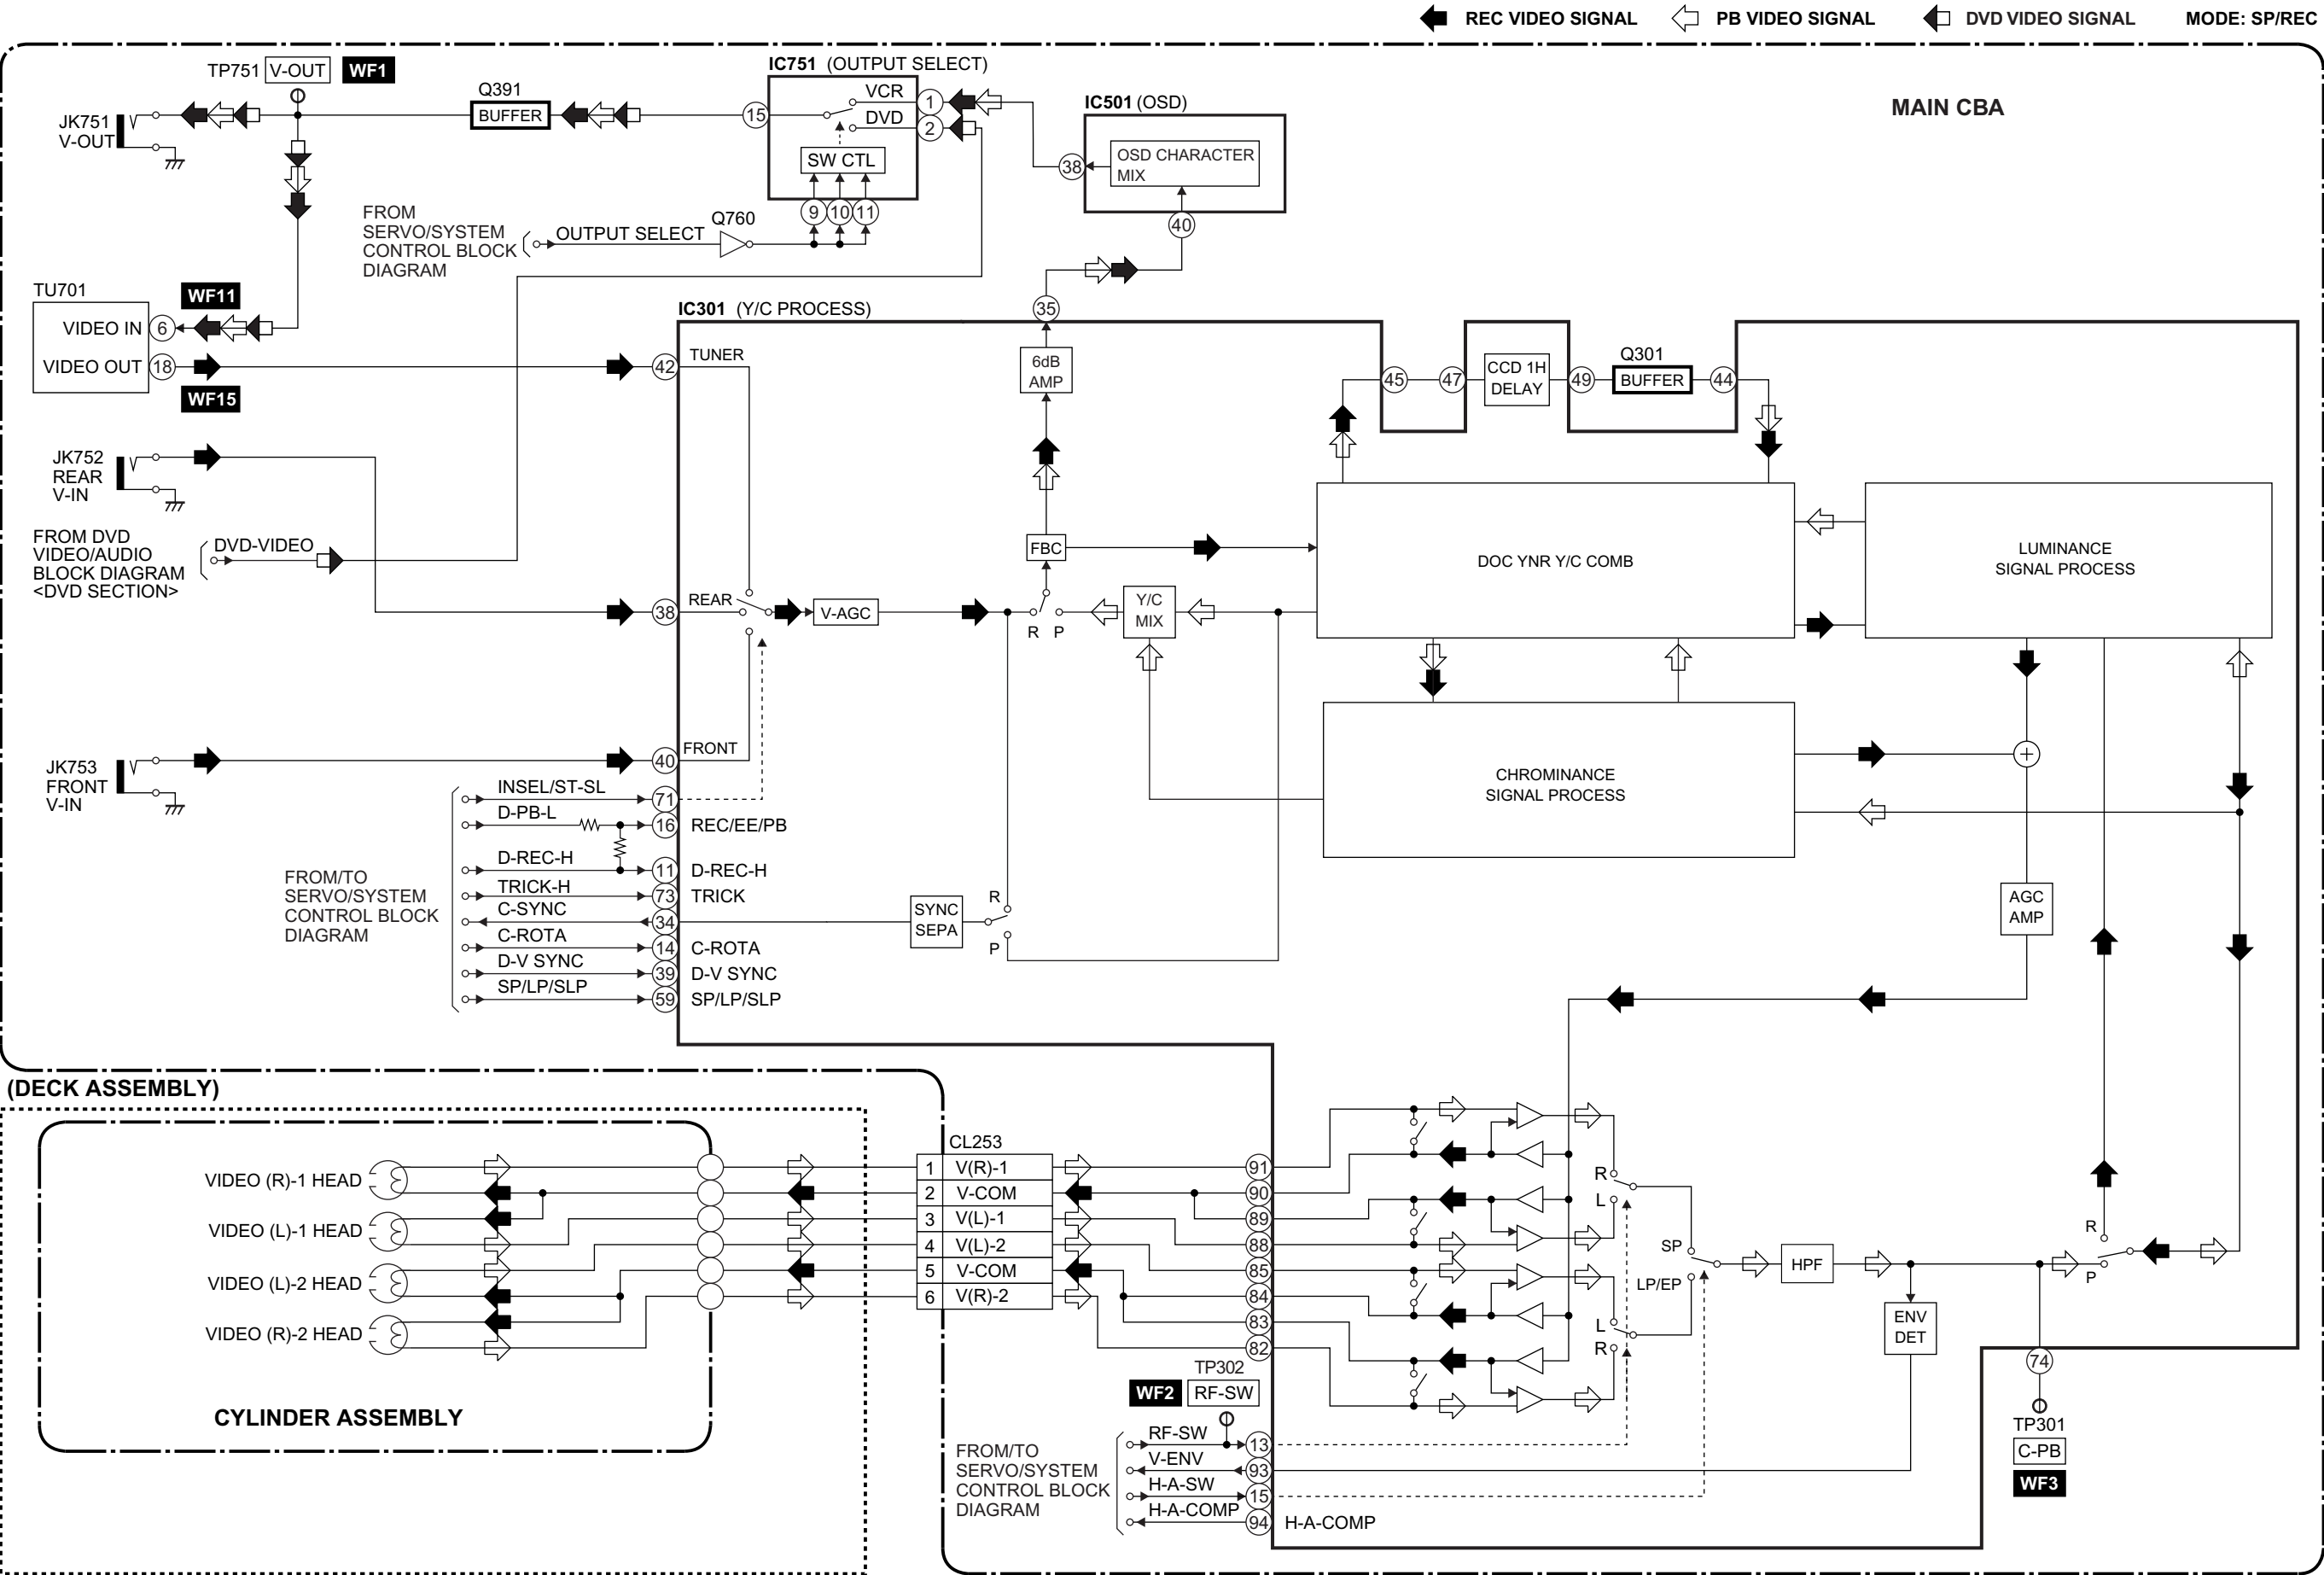 REC VIDEO SIGNAL PB VIDEO SIGNAL DVD VIDEO SIGNAL MODE: SP/REC
MAIN CBA
TP751 V-OUT WF1
IC751 (OUTPUT SELECT)
Q391
BUFFER
JK751
V-OUT
15
VCR
DVD
1
2
SW CTL
9 10 11
IC501 (OSD)
OSD CHARACTER
MIX
38
40
FROM
SERVO/SYSTEM
CONTROL BLOCK
DIAGRAM
OUTPUT SELECT
Q760
TU701
WF11
VIDEO IN 6
VIDEO OUT 18
WF15
IC301 (Y/C PROCESS)
35
6dB
AMP
42 TUNER
45 47
CCD 1H
DELAY
49
Q301
BUFFER
44
JK752
REAR
V-IN
FROM DVD
VIDEO/AUDIO
BLOCK DIAGRAM
<DVD SECTION>
DVD-VIDEO
38 REAR
V-AGC
FBC
R P
Y/C
MIX
DOC YNR Y/C COMB
LUMINANCE
SIGNAL PROCESS
JK753
FRONT
V-IN
40 FRONT
CHROMINANCE
SIGNAL PROCESS
+
AGC
AMP
FROM/TO
SERVO/SYSTEM
CONTROL BLOCK
DIAGRAM
INSEL/ST-SL 71
D-PB-L 16 REC/EE/PB
D-REC-H 11 D-REC-H
TRICK-H 73 TRICK
C-SYNC 34
C-ROTA 14 C-ROTA
D-V SYNC 39 D-V SYNC
SP/LP/SLP 59 SP/LP/SLP
SYNC
SEPA
R
P
(DECK ASSEMBLY)
CYLINDER ASSEMBLY
VIDEO (R)-1 HEAD
VIDEO (L)-1 HEAD
VIDEO (L)-2 HEAD
VIDEO (R)-2 HEAD
CL253
1 V(R)-1
2 V-COM
3 V(L)-1
4 V(L)-2
5 V-COM
6 V(R)-2
91
90
89
88
85
84
83
82
R
L
L
R
SP
LP/EP
HPF
ENV
DET
R
P
74
TP301
C-PB
WF3
TP302
WF2 RF-SW
FROM/TO
SERVO/SYSTEM
CONTROL BLOCK
DIAGRAM
RF-SW 13
V-ENV 93
H-A-SW 15
H-A-COMP 94 H-A-COMP